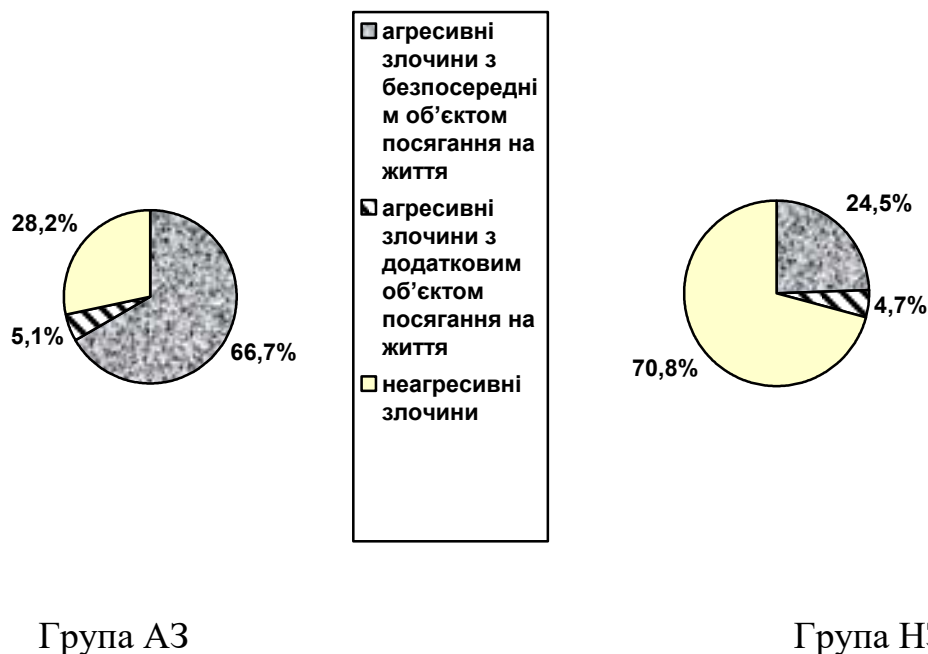 28,2%
5,1%
66,7%
агресивні
злочини з
безпосередні
м об’єктом
посягання на
життя
агресивні
злочини з
додатковим
об’єктом
посягання на
життя
неагресивні
злочини
24,5%
4,7%
70,8%
Група АЗ
Група